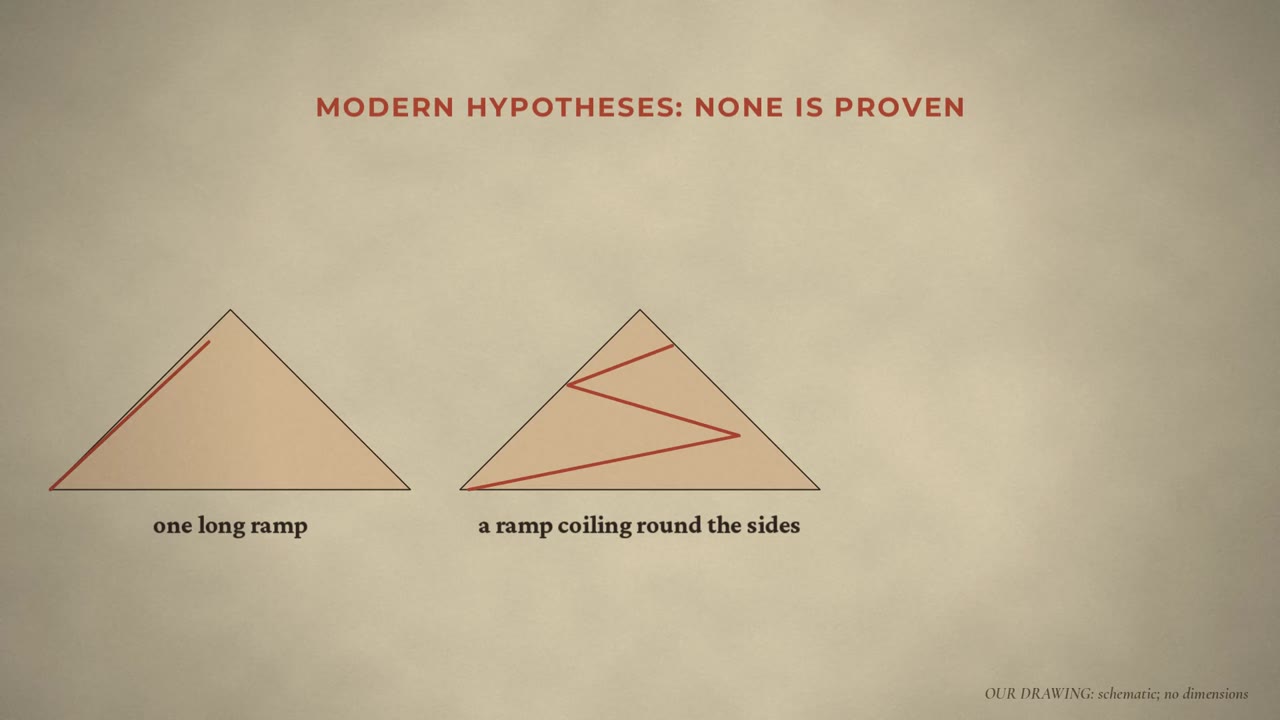 MODERN HYPOTHESES: NONE IS PROVEN
one long ramp
a ramp coiling round the sides
OUR DRAWING: schematic; no dimensions